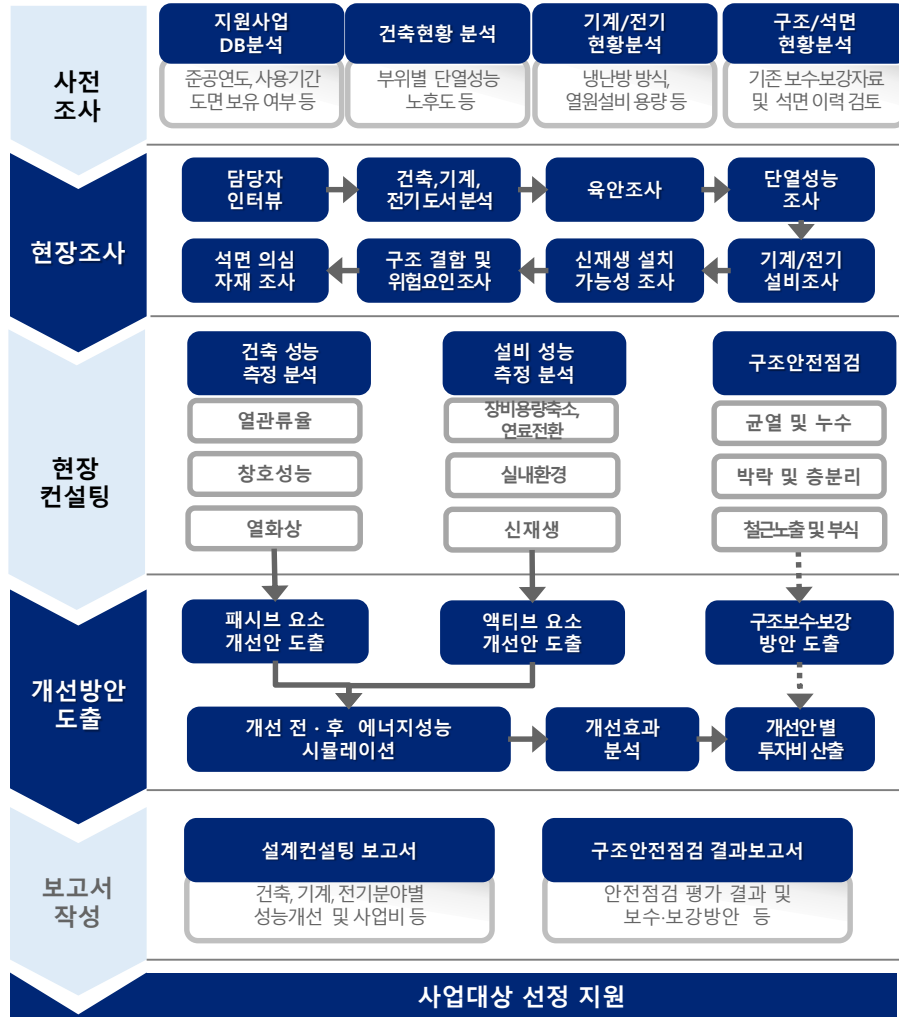 사전
조사
지원사업
DB분석
준공연도, 사용기간
도면 보유 여부 등
건축현황 분석
부위별 단열성능
노후도 등
기계/전기
현황분석
냉난방 방식,
열원설비 용량 등
구조/석면
현황분석
기존 보수보강자료
및 석면 이력 검토
현장조사
담당자
인터뷰
건축,기계,
전기 도서 분석
육안조사
단열성능
조사
석면 의심
자재 조사
구조 결함 및
위험요인 조사
신재생 설치
가능성 조사
기계/전기
설비조사
현장
컨설팅
건축 성능
측정 분석
열관류율
창호성능
열화상
설비 성능
측정 분석
장비용량축소,
연료전환
실내환경
신재생
구조안전점검
균열 및 누수
박락 및 층분리
철근노출 및 부식
개선방안
도출
패시브 요소
개선안 도출
액티브 요소
개선안 도출
구조보수·보강
방안 도출
개선 전 · 후 에너지성능
시뮬레이션
개선효과
분석
개선안 별
투자비 산출
보고서
작성
설계컨설팅 보고서
건축, 기계, 전기분야별
성능개선 및 사업비 등
구조안전점검 결과보고서
안전점검 평가 결과 및
보수·보강방안 등
사업대상 선정 지원